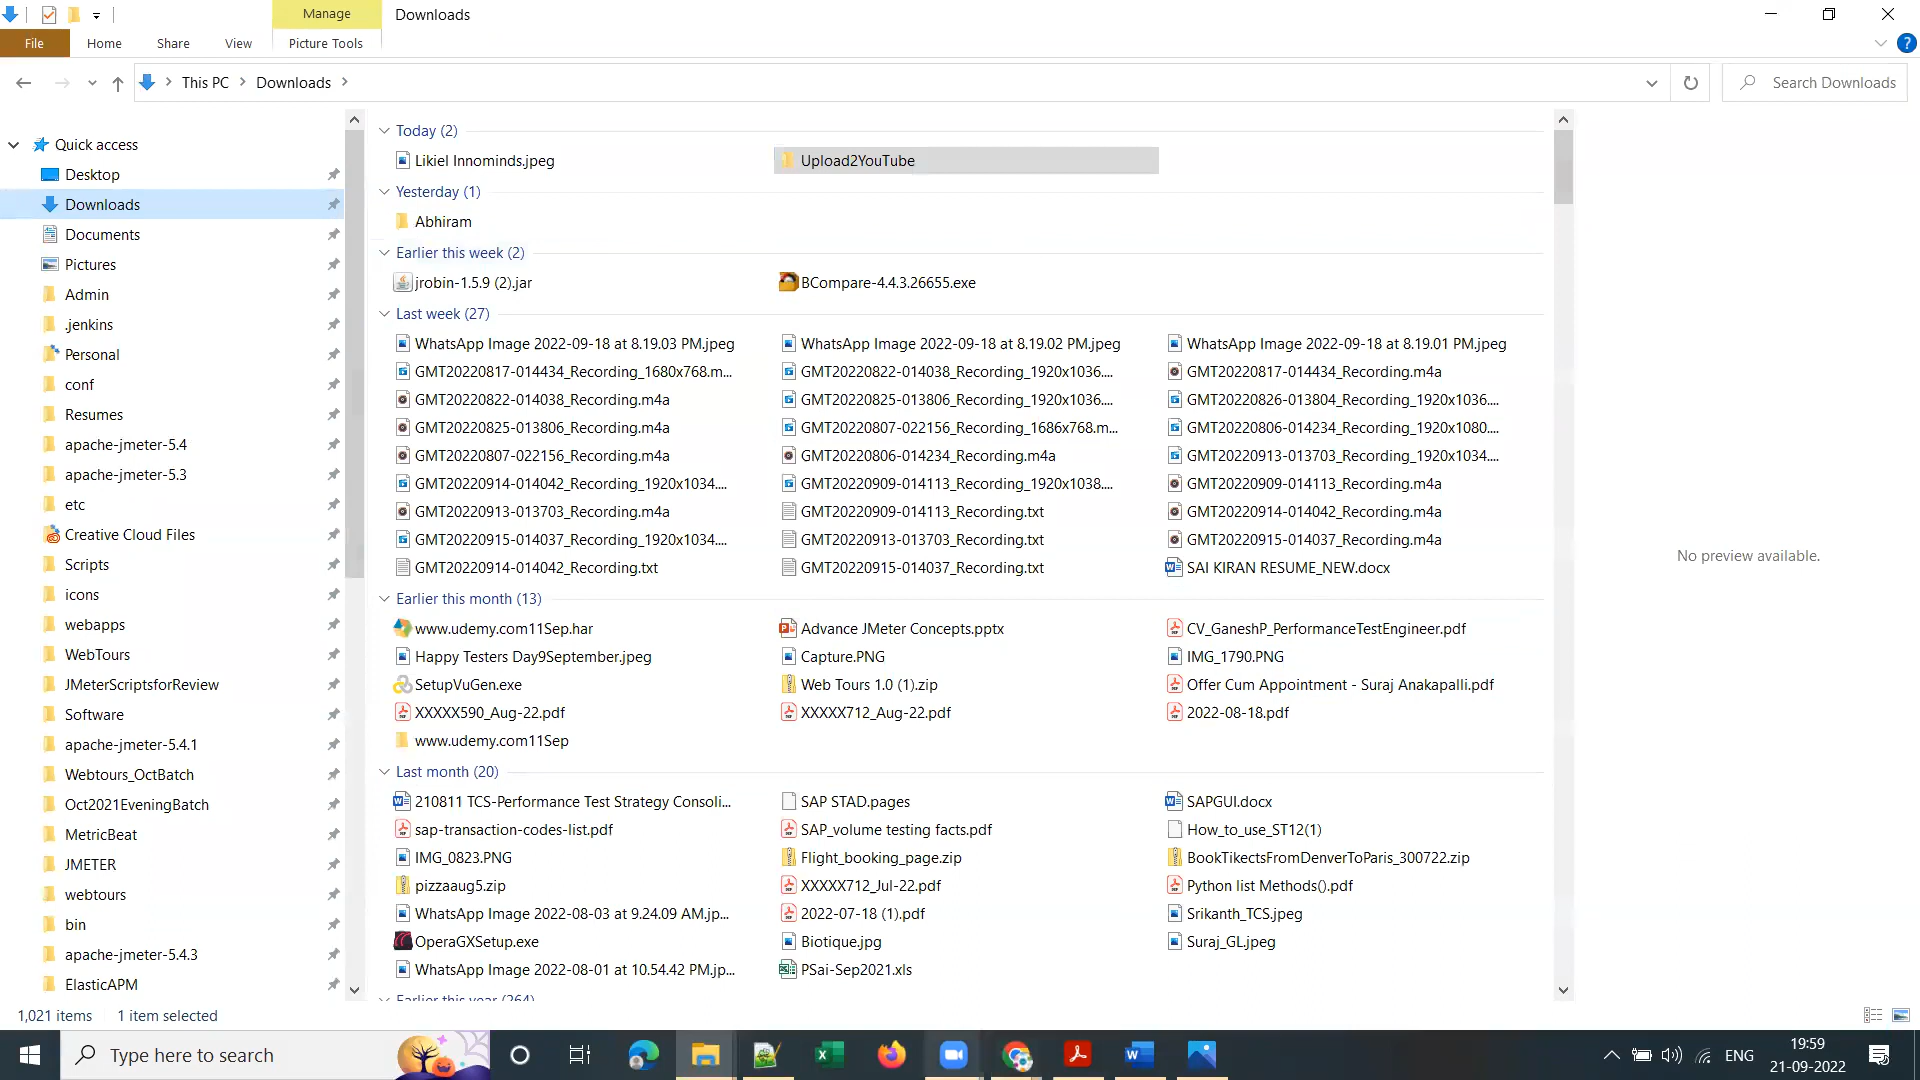 Manage
Downloads
File
Home
Share
View
Picture Tools
This PC
Downloads
Search Downloads
Quick access
Desktop
Downloads
Documents
Pictures
Admin
.jenkins
Personal
conf
Resumes
apache-jmeter-5.4
apache-jmeter-5.3
etc
Creative Cloud Files
Scripts
icons
webapps
WebTours
JMeterScriptsforReview
Software
apache-jmeter-5.4.1
Webtours_OctBatch
Oct2021EveningBatch
MetricBeat
JMETER
webtours
bin
apache-jmeter-5.4.3
ElasticAPM
Today (2)
Likiel Innominds.jpeg
Upload2YouTube
Yesterday (1)
Abhiram
Earlier this week (2)
jrobin-1.5.9 (2).jar
BCompare-4.4.3.26655.exe
Last week (27)
WhatsApp Image 2022-09-18 at 8.19.03 PM.jpeg
WhatsApp Image 2022-09-18 at 8.19.02 PM.jpeg
WhatsApp Image 2022-09-18 at 8.19.01 PM.jpeg
GMT20220817-014434_Recording_1680x768.m...
GMT20220822-014038_Recording_1920x1036....
GMT20220817-014434_Recording.m4a
GMT20220822-014038_Recording.m4a
GMT20220825-013806_Recording_1920x1036....
GMT20220826-013804_Recording_1920x1036....
GMT20220825-013806_Recording.m4a
GMT20220807-022156_Recording_1686x768.m...
GMT20220806-014234_Recording_1920x1080....
GMT20220807-022156_Recording.m4a
GMT20220806-014234_Recording.m4a
GMT20220913-013703_Recording_1920x1034....
GMT20220914-014042_Recording_1920x1034....
GMT20220909-014113_Recording_1920x1038....
GMT20220909-014113_Recording.m4a
GMT20220913-013703_Recording.m4a
GMT20220909-014113_Recording.txt
GMT20220914-014042_Recording.m4a
GMT20220915-014037_Recording_1920x1034....
GMT20220913-013703_Recording.txt
GMT20220915-014037_Recording.m4a
GMT20220914-014042_Recording.txt
GMT20220915-014037_Recording.txt
SAI KIRAN RESUME_NEW.docx
Earlier this month (13)
www.udemy.com11Sep.har
Advance JMeter Concepts.pptx
CV_GaneshP_PerformanceTestEngineer.pdf
Happy Testers Day9September.jpeg
Capture.PNG
IMG_1790.PNG
SetupVuGen.exe
Web Tours 1.0 (1).zip
Offer Cum Appointment - Suraj Anakapalli.pdf
XXXXX590_Aug-22.pdf
XXXXX712_Aug-22.pdf
2022-08-18.pdf
www.udemy.com11Sep
Last month (20)
210811 TCS-Performance Test Strategy Consoli...
SAP STAD.pages
SAPGUI.docx
sap-transaction-codes-list.pdf
SAP_volume testing facts.pdf
How_to_use_ST12(1)
IMG_0823.PNG
Flight_booking_page.zip
BookTikectsFromDenverToParis_300722.zip
pizzaaug5.zip
XXXXX712_Jul-22.pdf
Python list Methods().pdf
WhatsApp Image 2022-08-03 at 9.24.09 AM.jp...
2022-07-18 (1).pdf
Srikanth_TCS.jpeg
OperaGXSetup.exe
Biotique.jpg
Suraj_GL.jpeg
WhatsApp Image 2022-08-01 at 10.54.42 PM.jp...
PSai-Sep2021.xls
Earlier this year (264)
No preview available.
1,021 items
1 item selected
Type here to search
ENG
19:59
21-09-2022